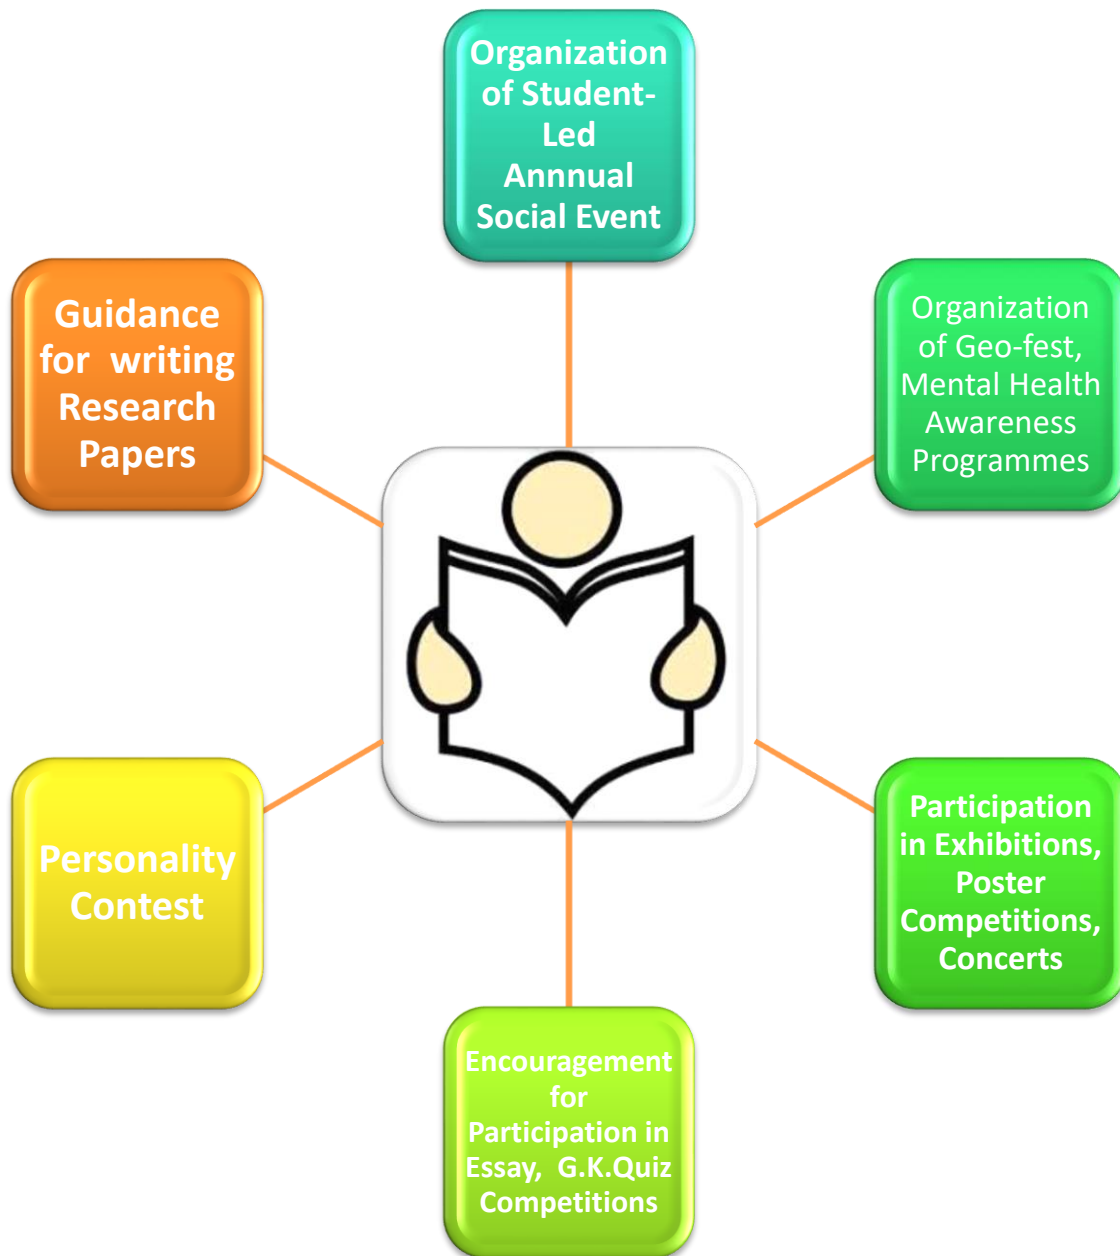 Organization
of Student-
Led
Annnual
Social Event
Organization
of Geo-fest,
Mental Health
Awareness
Programmes
Participation
in Exhibitions,
Poster
Competitions,
Concerts
Encouragement
for
Participation in
Essay,  G.K.Quiz
Competitions
Personality
Contest
Guidance
for  writing
Research
Papers